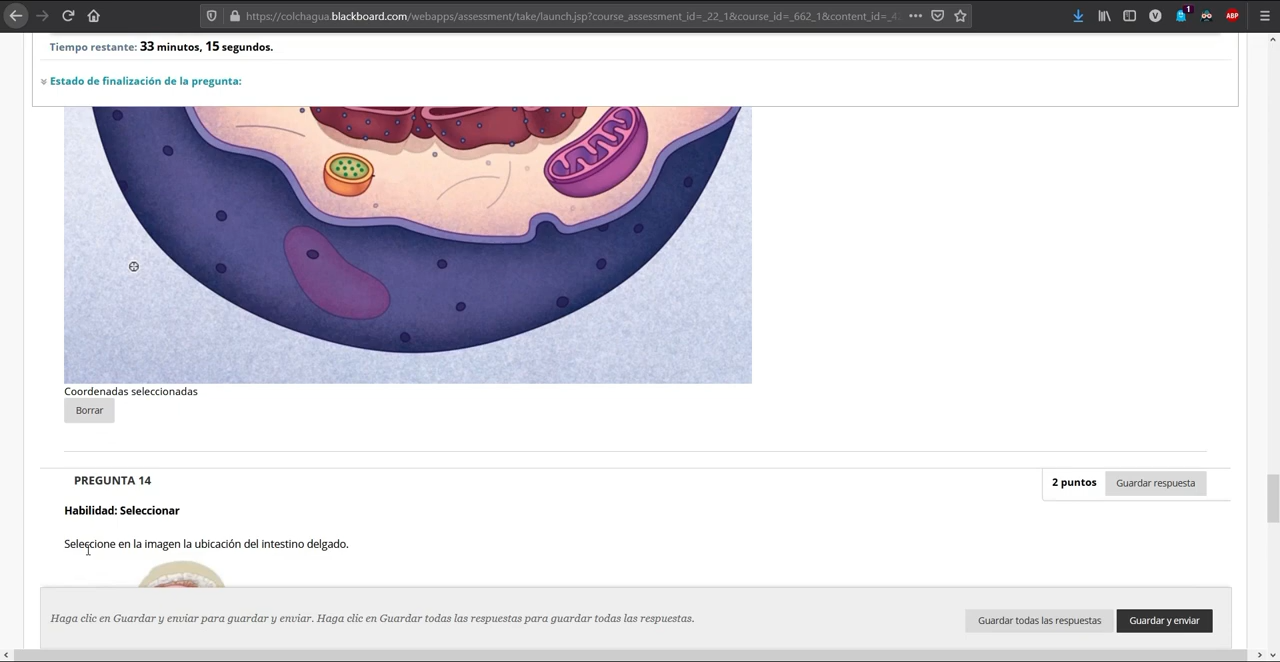 https://colchagua.blackboard.com/webapps/assessment/take/launch.jsp?course_assessment_id=_22_1&course_id=_662_1&content_id=_4
1
ABP
Tiempo restante: 33 minutos, 15 segundos.
Estado de finalización de la pregunta:
Coordenadas seleccionadas
Borrar
PREGUNTA 14
2 puntos
Guardar respuesta
Habilidad: Seleccionar
Seleccione en la imagen la ubicación del intestino delgado.
Haga clic en Guardar y enviar para guardar y enviar. Haga clic en Guardar todas las respuestas para guardar todas las respuestas.
Guardar todas las respuestas
Guardar y enviar